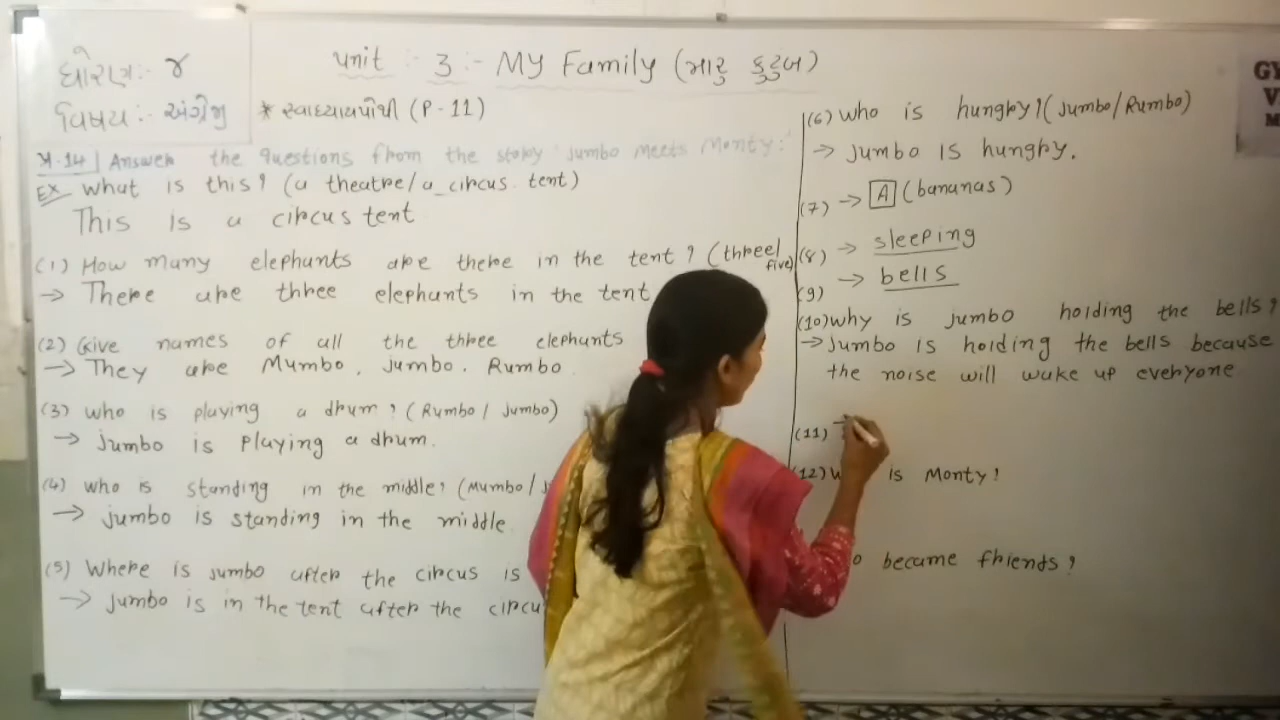 ધોરણ:- ૪
વિષય:- અંગ્રેજી
Unit :- 3 :- My Family (મારુ કુટુંબ)
* સ્વાધ્યાયપોથી (P-11)
પ્ર.14 Answer the questions from the story 'Jumbo meets Monty:'
EX What is this? (a theatre/a circus tent)
This is a circus tent
(1) How many elephants are there in the tent? (three/
five)
→ There are three elephants in the tent
(2) Give names of all the three elephants
→ They are Mumbo, Jumbo. Rumbo.
(3) Who is playing a drum? (Rumbo/Jumbo)
→ Jumbo is playing a drum.
(4) Who is standing in the middle? (Mumbo/
→ Jumbo is standing in the middle.
(5) Where is Jumbo after the circus is
→ Jumbo is in the tent after the
(6) Who is hungry? (Jumbo/Rumbo)
→ Jumbo is hungry.
(7) → A (bananas)
(8) → sleeping
(9) → bells
(10) Why is Jumbo holding the bells?
→ Jumbo is holding the bells because
the noise will wake up everyone
(11)
(12) is Monty?
became friends?
GY
V
M